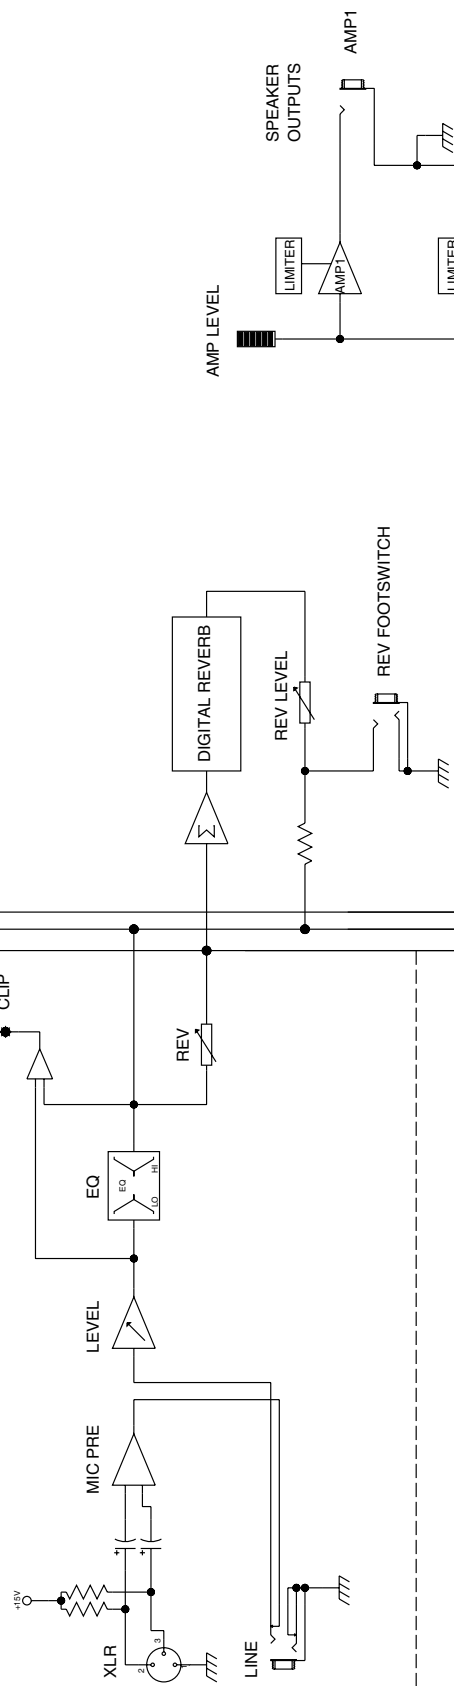 XLR
2
3
1
+15V
LINE
MIC PRE
LEVEL
EQ
EQ
LO
HI
CLIP
REV
Σ
DIGITAL REVERB
REV LEVEL
REV FOOTSWITCH
AMP LEVEL
LIMITER
AMP1
LIMITER
SPEAKER
OUTPUTS
AMP1